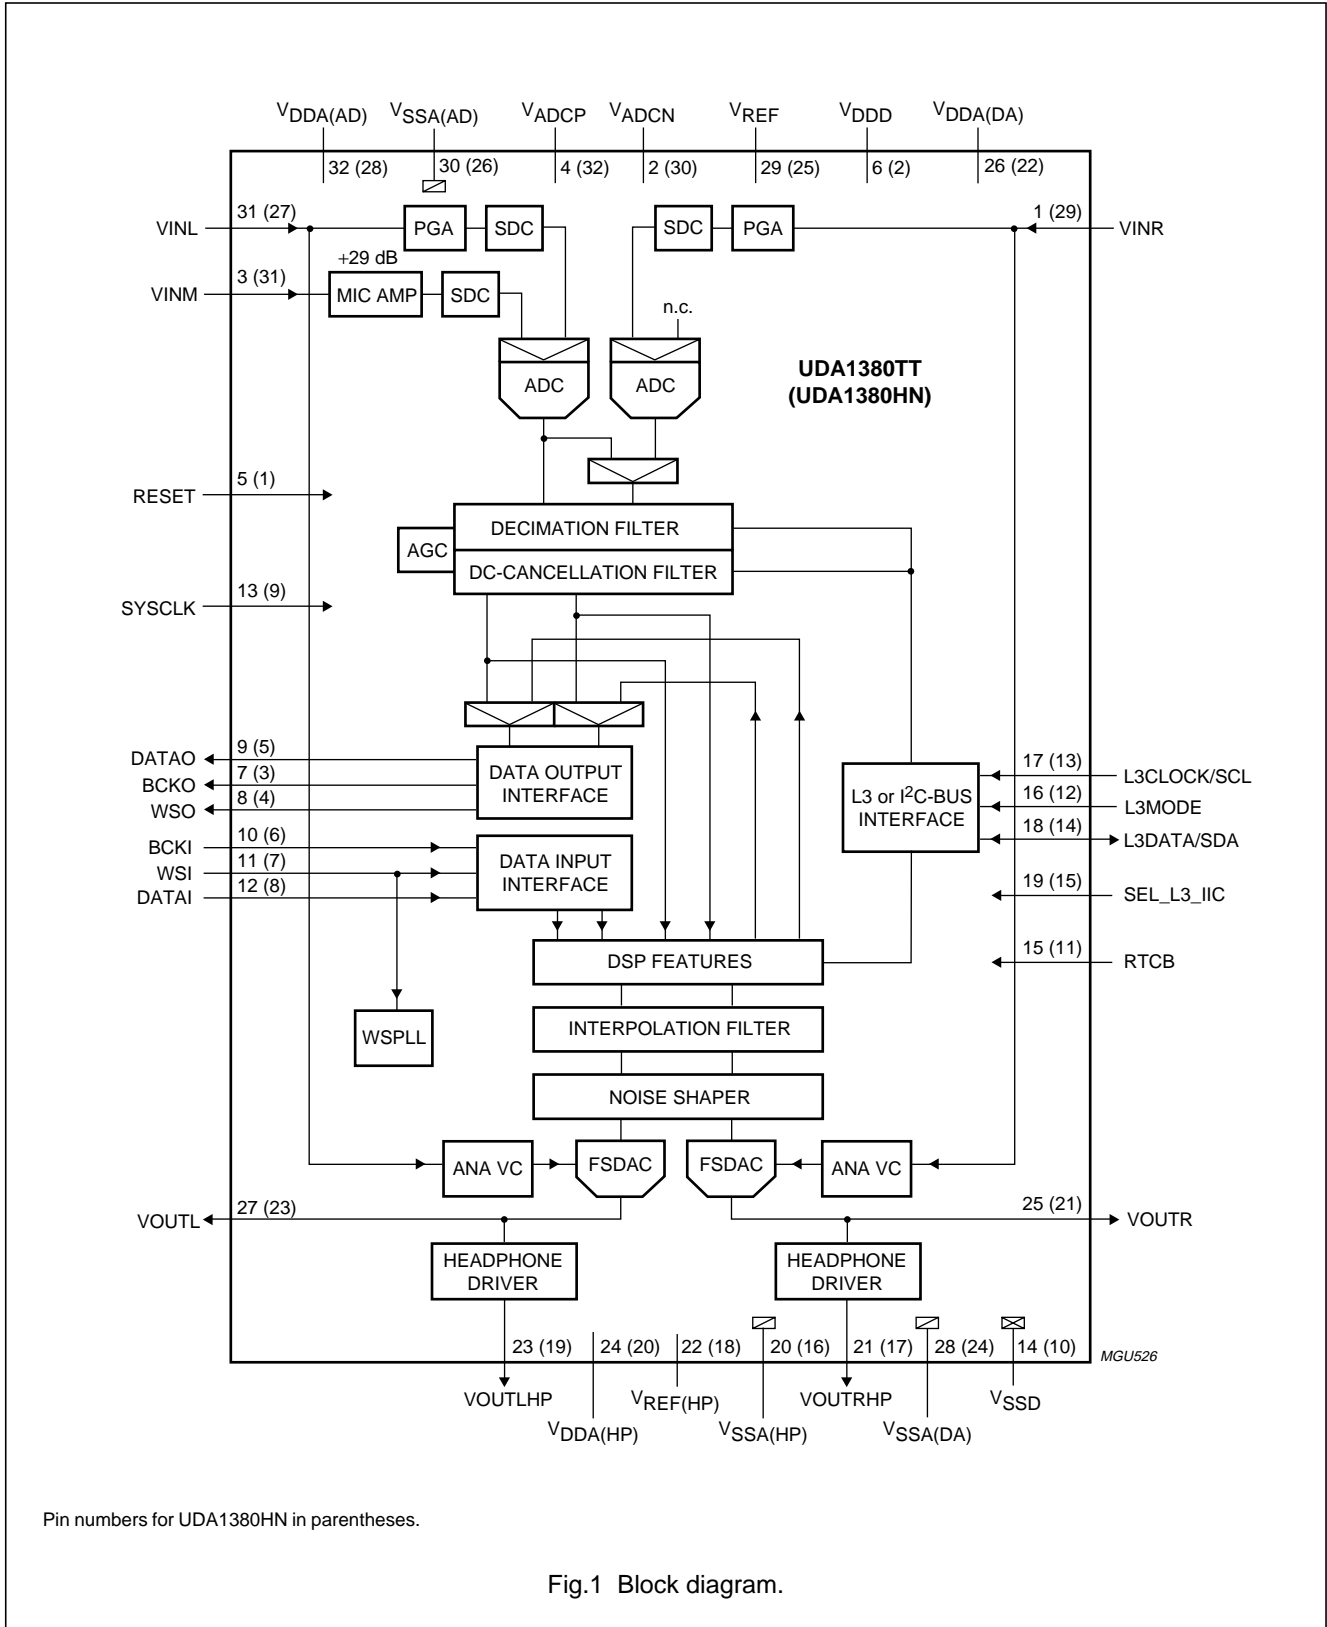 VDDA(AD) VSSA(AD) VADCP VADCN VREF VDDD VDDA(DA)
32 (28) 30 (26) 4 (32) 2 (30) 29 (25) 6 (2) 26 (22)
VINL 31 (27) PGA SDC SDC PGA 1 (29) VINR
+29 dB
VINM 3 (31) MIC AMP SDC
n.c.
ADC ADC
UDA1380TT
(UDA1380HN)
RESET 5 (1)
DECIMATION FILTER
AGC
DC-CANCELLATION FILTER
SYSCLK 13 (9)
DATAO 9 (5)
BCKO 7 (3)
WSO 8 (4)
DATA OUTPUT
INTERFACE
L3 or I²C-BUS
INTERFACE
17 (13) L3CLOCK/SCL
16 (12) L3MODE
18 (14) L3DATA/SDA
BCKI 10 (6)
WSI 11 (7)
DATAI 12 (8)
DATA INPUT
INTERFACE
19 (15) SEL_L3_IIC
DSP FEATURES
15 (11) RTCB
WSPLL
INTERPOLATION FILTER
NOISE SHAPER
ANA VC FSDAC FSDAC ANA VC
VOUTL 27 (23) 25 (21) VOUTR
HEADPHONE
DRIVER
HEADPHONE
DRIVER
23 (19) 24 (20) 22 (18) 20 (16) 21 (17) 28 (24) 14 (10)
MGU526
VOUTLHP VREF(HP) VOUTRHP VSSD
VDDA(HP) VSSA(HP) VSSA(DA)
Pin numbers for UDA1380HN in parentheses.
Fig.1 Block diagram.